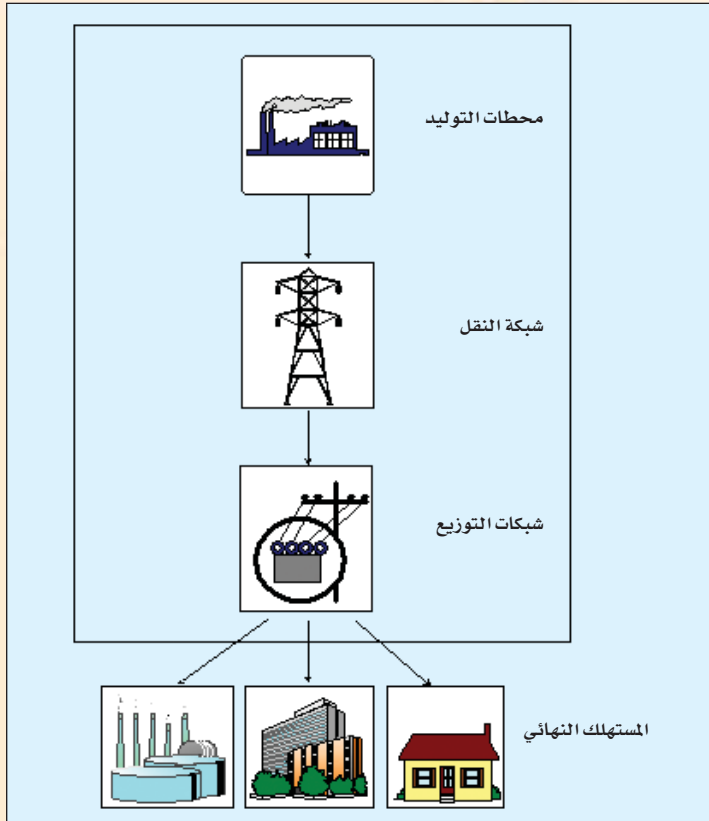 محطات التوليد
شبكة النقل
شبكات التوزيع
المستهلك النهائي